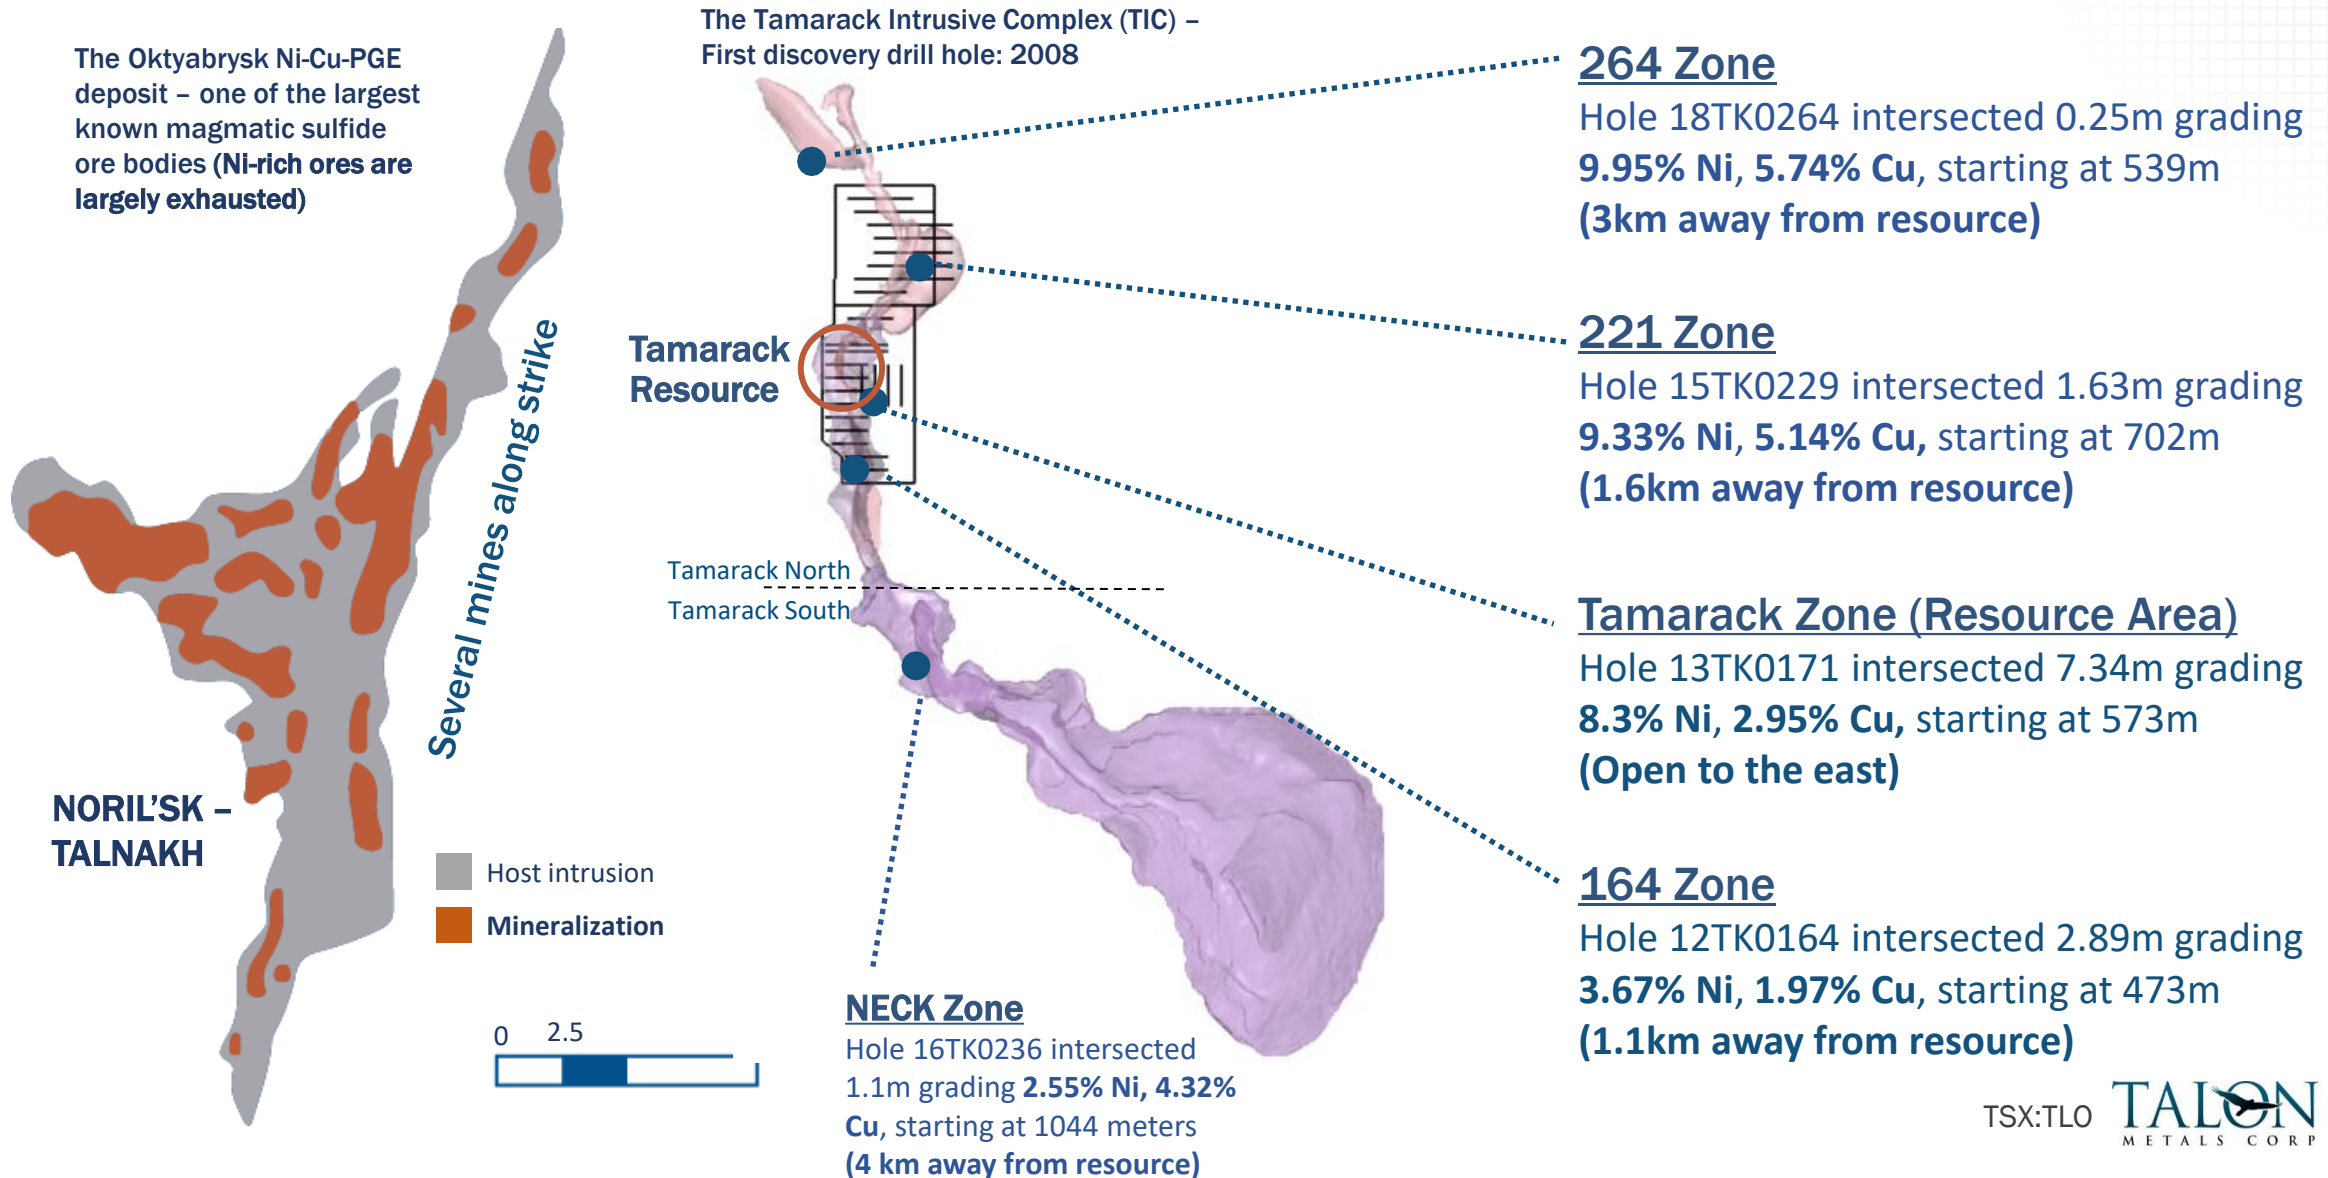 The Oktyabrysk Ni-Cu-PGE
deposit – one of the largest
known magmatic sulfide
ore bodies (Ni-rich ores are
largely exhausted)
NORIL'SK –
TALNAKH
Several mines along strike
Host intrusion
Mineralization
0 2.5
The Tamarack Intrusive Complex (TIC) –
First discovery drill hole: 2008
Tamarack
Resource
Tamarack North
Tamarack South
NECK Zone
Hole 16TK0236 intersected
1.1m grading 2.55% Ni, 4.32%
Cu, starting at 1044 meters
(4 km away from resource)
264 Zone
Hole 18TK0264 intersected 0.25m grading
9.95% Ni, 5.74% Cu, starting at 539m
(3km away from resource)
221 Zone
Hole 15TK0229 intersected 1.63m grading
9.33% Ni, 5.14% Cu, starting at 702m
(1.6km away from resource)
Tamarack Zone (Resource Area)
Hole 13TK0171 intersected 7.34m grading
8.3% Ni, 2.95% Cu, starting at 573m
(Open to the east)
164 Zone
Hole 12TK0164 intersected 2.89m grading
3.67% Ni, 1.97% Cu, starting at 473m
(1.1km away from resource)
TSX:TLO
TALON
METALS CORP